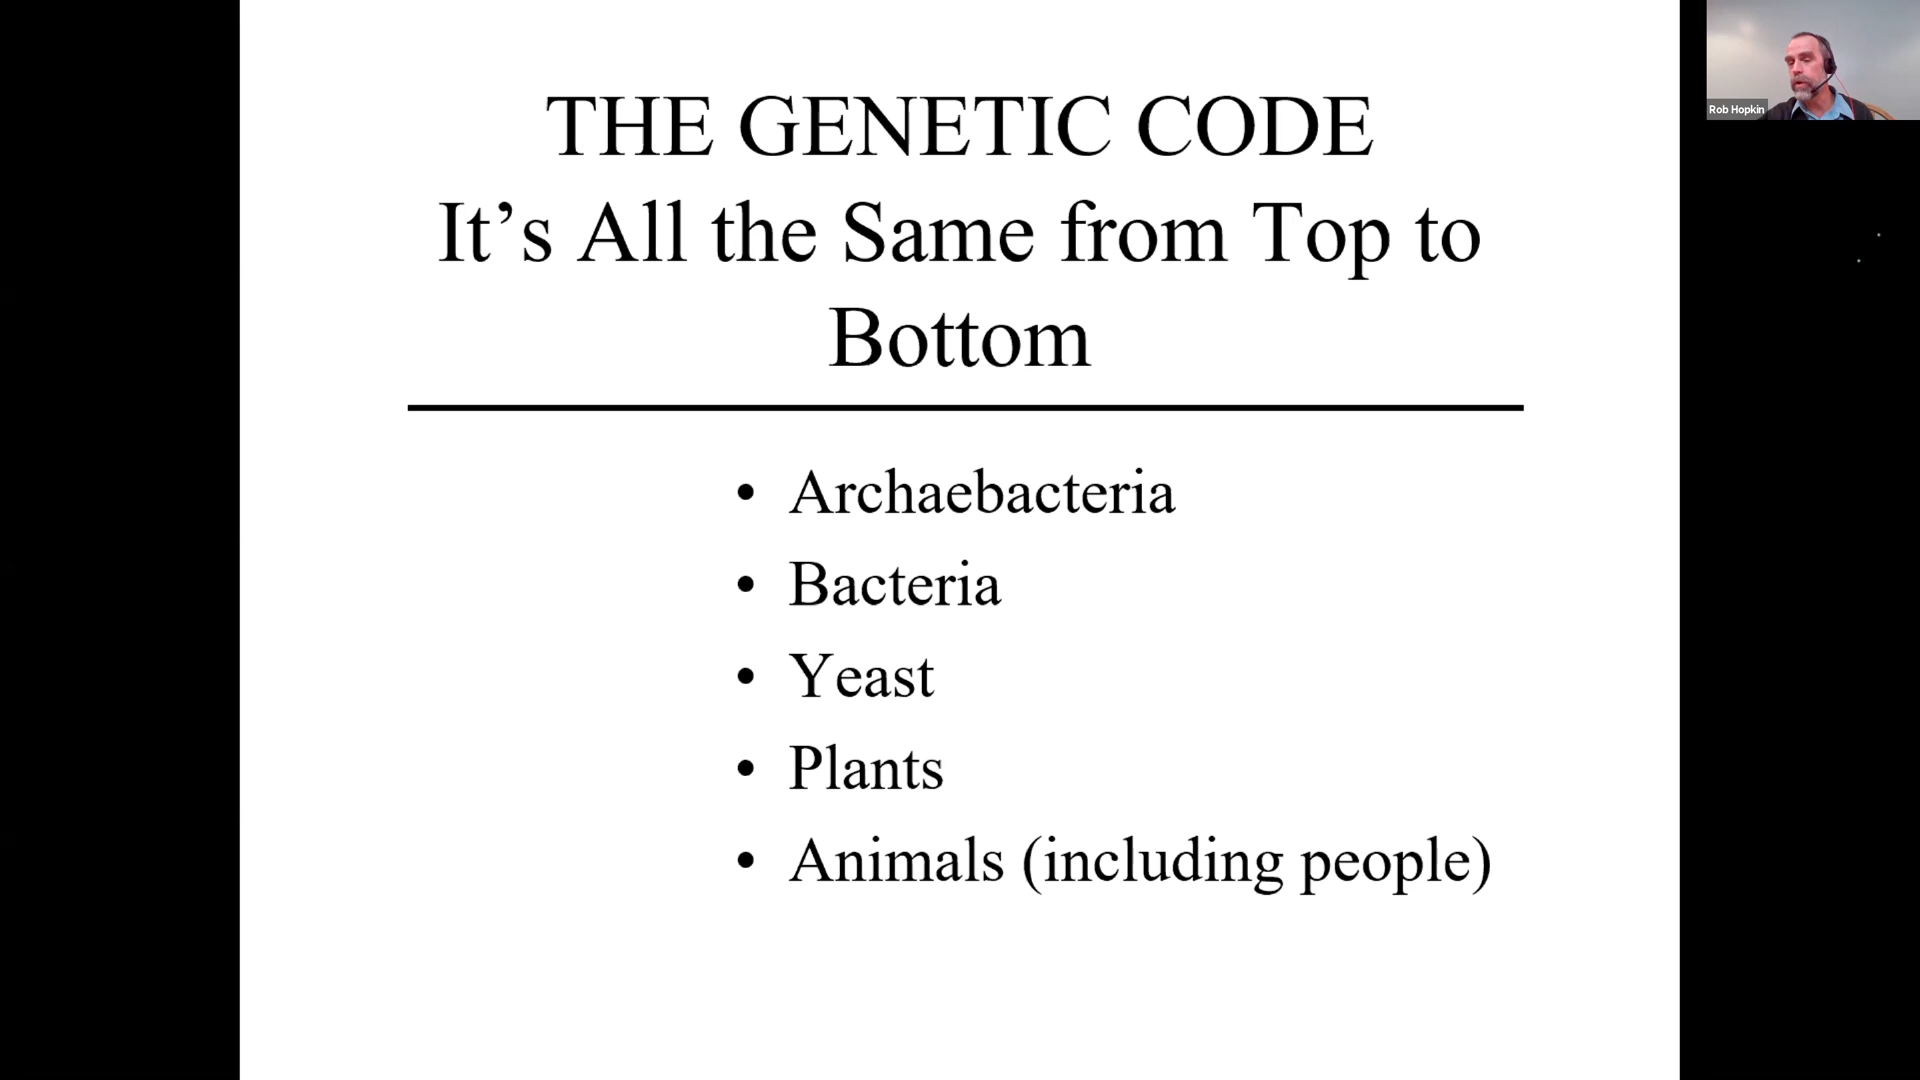 THE GENETIC CODE
It’s All the Same from Top to
Bottom
• Archaebacteria
• Bacteria
• Yeast
• Plants
• Animals (including people)
Rob Hopkin